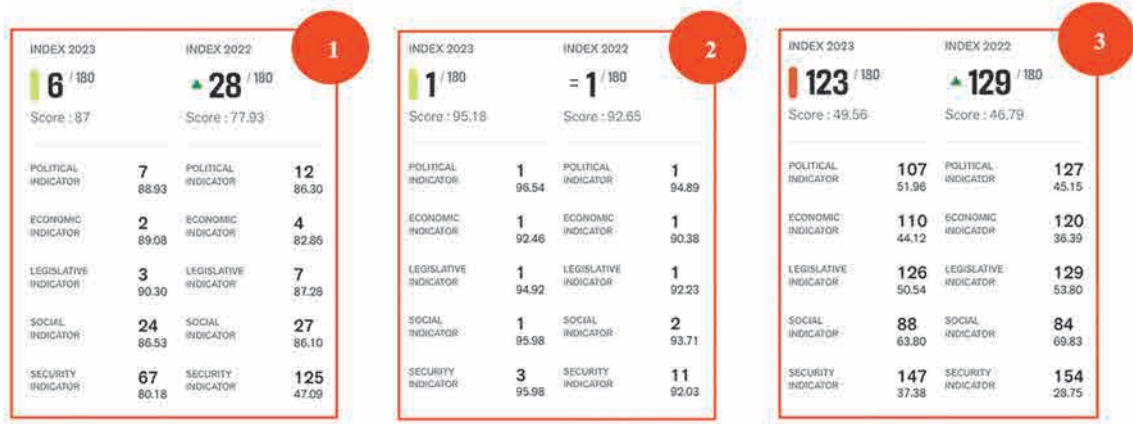 1
INDEX 2023 INDEX 2022
6 / 180 28 / 180
Score : 87 Score : 77.93
POLITICAL INDICATOR 7 88.93 POLITICAL INDICATOR 12 86.30
ECONOMIC INDICATOR 2 89.08 ECONOMIC INDICATOR 4 82.86
LEGISLATIVE INDICATOR 3 90.30 LEGISLATIVE INDICATOR 7 87.28
SOCIAL INDICATOR 24 86.53 SOCIAL INDICATOR 27 86.10
SECURITY INDICATOR 67 80.18 SECURITY INDICATOR 125 47.09
2
INDEX 2023 INDEX 2022
1 / 180 = 1 / 180
Score : 95.18 Score : 92.65
POLITICAL INDICATOR 1 96.54 POLITICAL INDICATOR 1 94.89
ECONOMIC INDICATOR 1 92.46 ECONOMIC INDICATOR 1 90.38
LEGISLATIVE INDICATOR 1 94.92 LEGISLATIVE INDICATOR 1 92.23
SOCIAL INDICATOR 1 95.98 SOCIAL INDICATOR 2 93.71
SECURITY INDICATOR 3 95.98 SECURITY INDICATOR 11 92.03
3
INDEX 2023 INDEX 2022
123 / 180 129 / 180
Score : 49.56 Score : 46.79
POLITICAL INDICATOR 107 51.96 POLITICAL INDICATOR 127 45.15
ECONOMIC INDICATOR 110 44.12 ECONOMIC INDICATOR 120 36.39
LEGISLATIVE INDICATOR 126 50.54 LEGISLATIVE INDICATOR 129 53.80
SOCIAL INDICATOR 88 63.80 SOCIAL INDICATOR 84 69.83
SECURITY INDICATOR 147 37.38 SECURITY INDICATOR 154 28.75